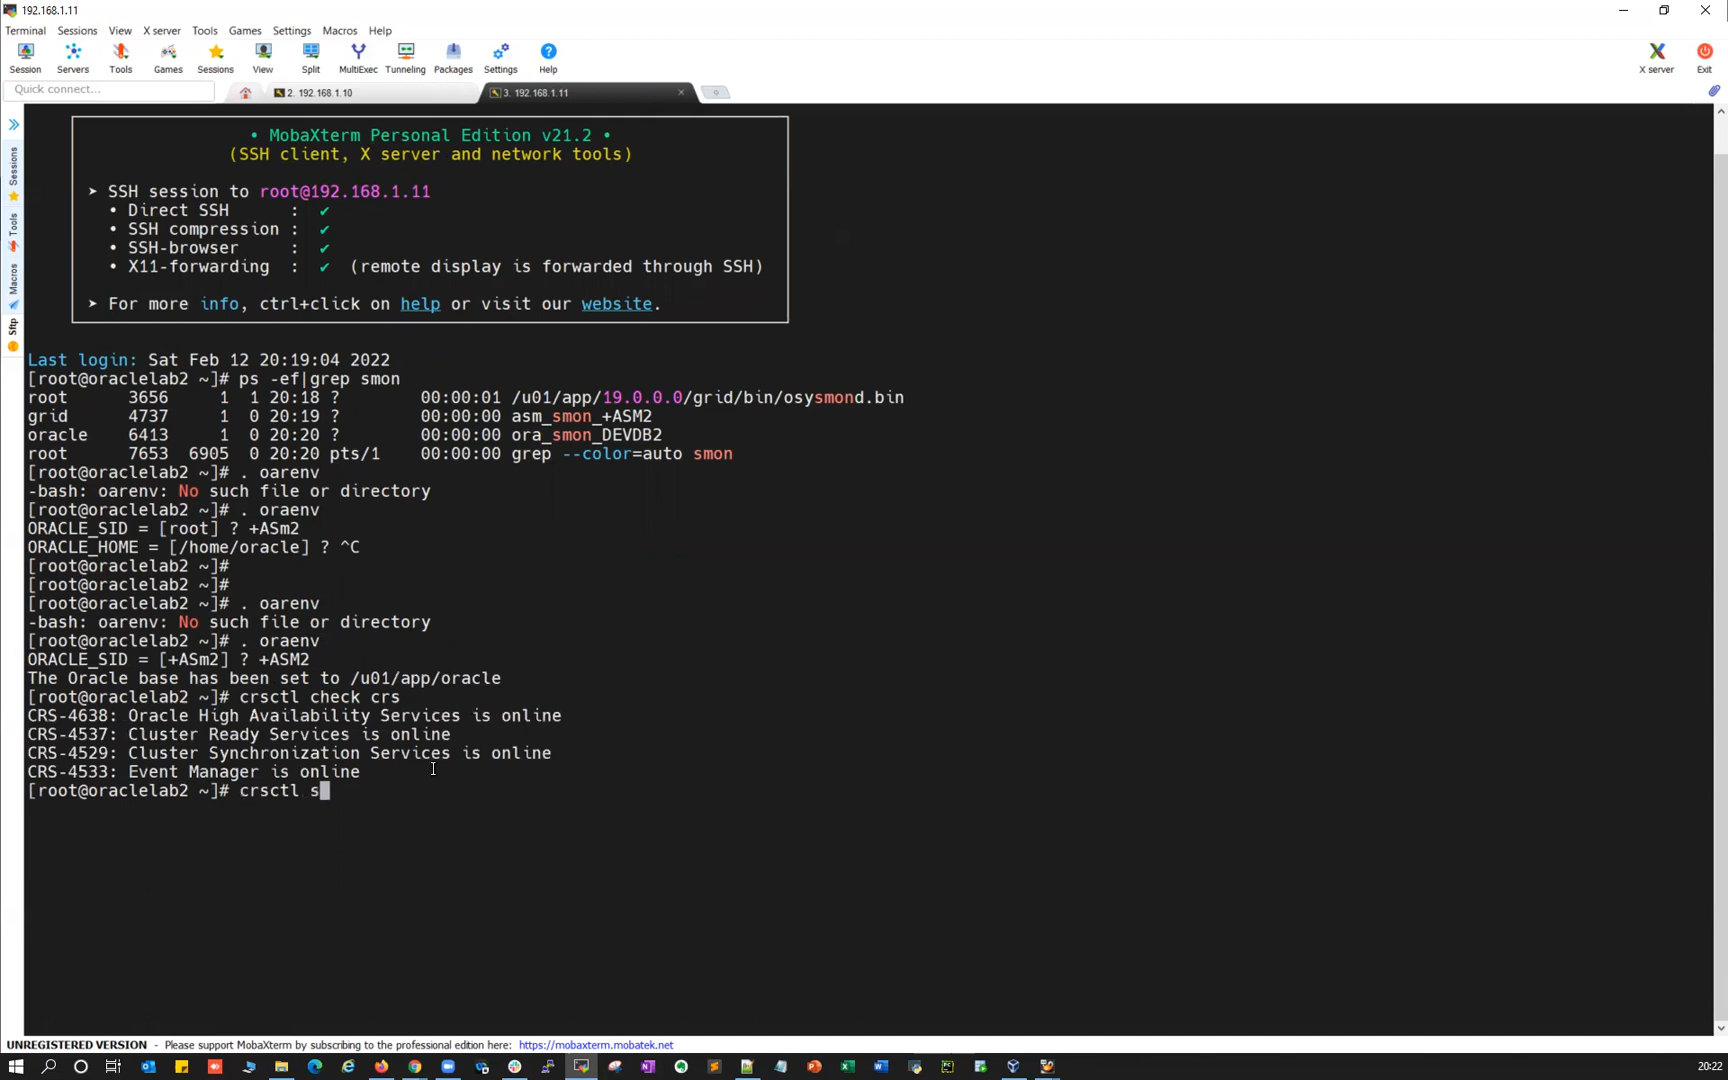 192.168.1.11
Terminal Sessions View X server Tools Games Settings Macros Help
Session Servers Tools Games Sessions View Split MultiExec Tunneling Packages Settings Help X server Exit
Quick connect...
2. 192.168.1.10
3. 192.168.1.11
Sessions
Tools
Macros
Sftp
• MobaXterm Personal Edition v21.2 •
(SSH client, X server and network tools)
➤ SSH session to root@192.168.1.11
• Direct SSH : ✔
• SSH compression : ✔
• SSH-browser : ✔
• X11-forwarding : ✔ (remote display is forwarded through SSH)
➤ For more info, ctrl+click on help or visit our website.
Last login: Sat Feb 12 20:19:04 2022
[root@oraclelab2 ~]# ps -ef|grep smon
root 3656 1 1 20:18 ? 00:00:01 /u01/app/19.0.0.0/grid/bin/osysmond.bin
grid 4737 1 0 20:19 ? 00:00:00 asm_smon_+ASM2
oracle 6413 1 0 20:20 ? 00:00:00 ora_smon_DEVDB2
root 7653 6905 0 20:20 pts/1 00:00:00 grep --color=auto smon
[root@oraclelab2 ~]# . oarenv
-bash: oarenv: No such file or directory
[root@oraclelab2 ~]# . oraenv
ORACLE_SID = [root] ? +ASm2
ORACLE_HOME = [/home/oracle] ? ^C
[root@oraclelab2 ~]#
[root@oraclelab2 ~]#
[root@oraclelab2 ~]# . oarenv
-bash: oarenv: No such file or directory
[root@oraclelab2 ~]# . oraenv
ORACLE_SID = [+ASm2] ? +ASM2
The Oracle base has been set to /u01/app/oracle
[root@oraclelab2 ~]# crsctl check crs
CRS-4638: Oracle High Availability Services is online
CRS-4537: Cluster Ready Services is online
CRS-4529: Cluster Synchronization Services is online
CRS-4533: Event Manager is online
[root@oraclelab2 ~]# crsctl s
UNREGISTERED VERSION - Please support MobaXterm by subscribing to the professional edition here: https://mobaxterm.mobatek.net
20:22